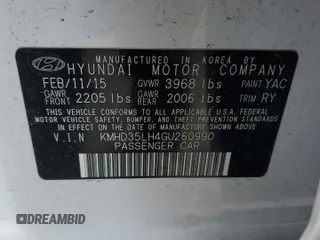 MANUFACTURED IN KOREA BY
HYUNDAI MOTOR COMPANY
FEB/11/15 GVWR 3968 lbs PAINT YAC
GAWR FRONT 2205 lbs GAWR REAR 2006 lbs TRIM RY
THIS VEHICLE CONFORMS TO ALL APPLICABLE U.S.A. FEDERAL
MOTOR VEHICLE SAFETY, BUMPER, AND THEFT
PREVENTION STANDARDS IN EFFECT ON THE DATE OF
MANUFACTURE SHOWN ABOVE.
V.I.N KMHD35LH4GU260990
PASSENGER CAR
DREAMBID